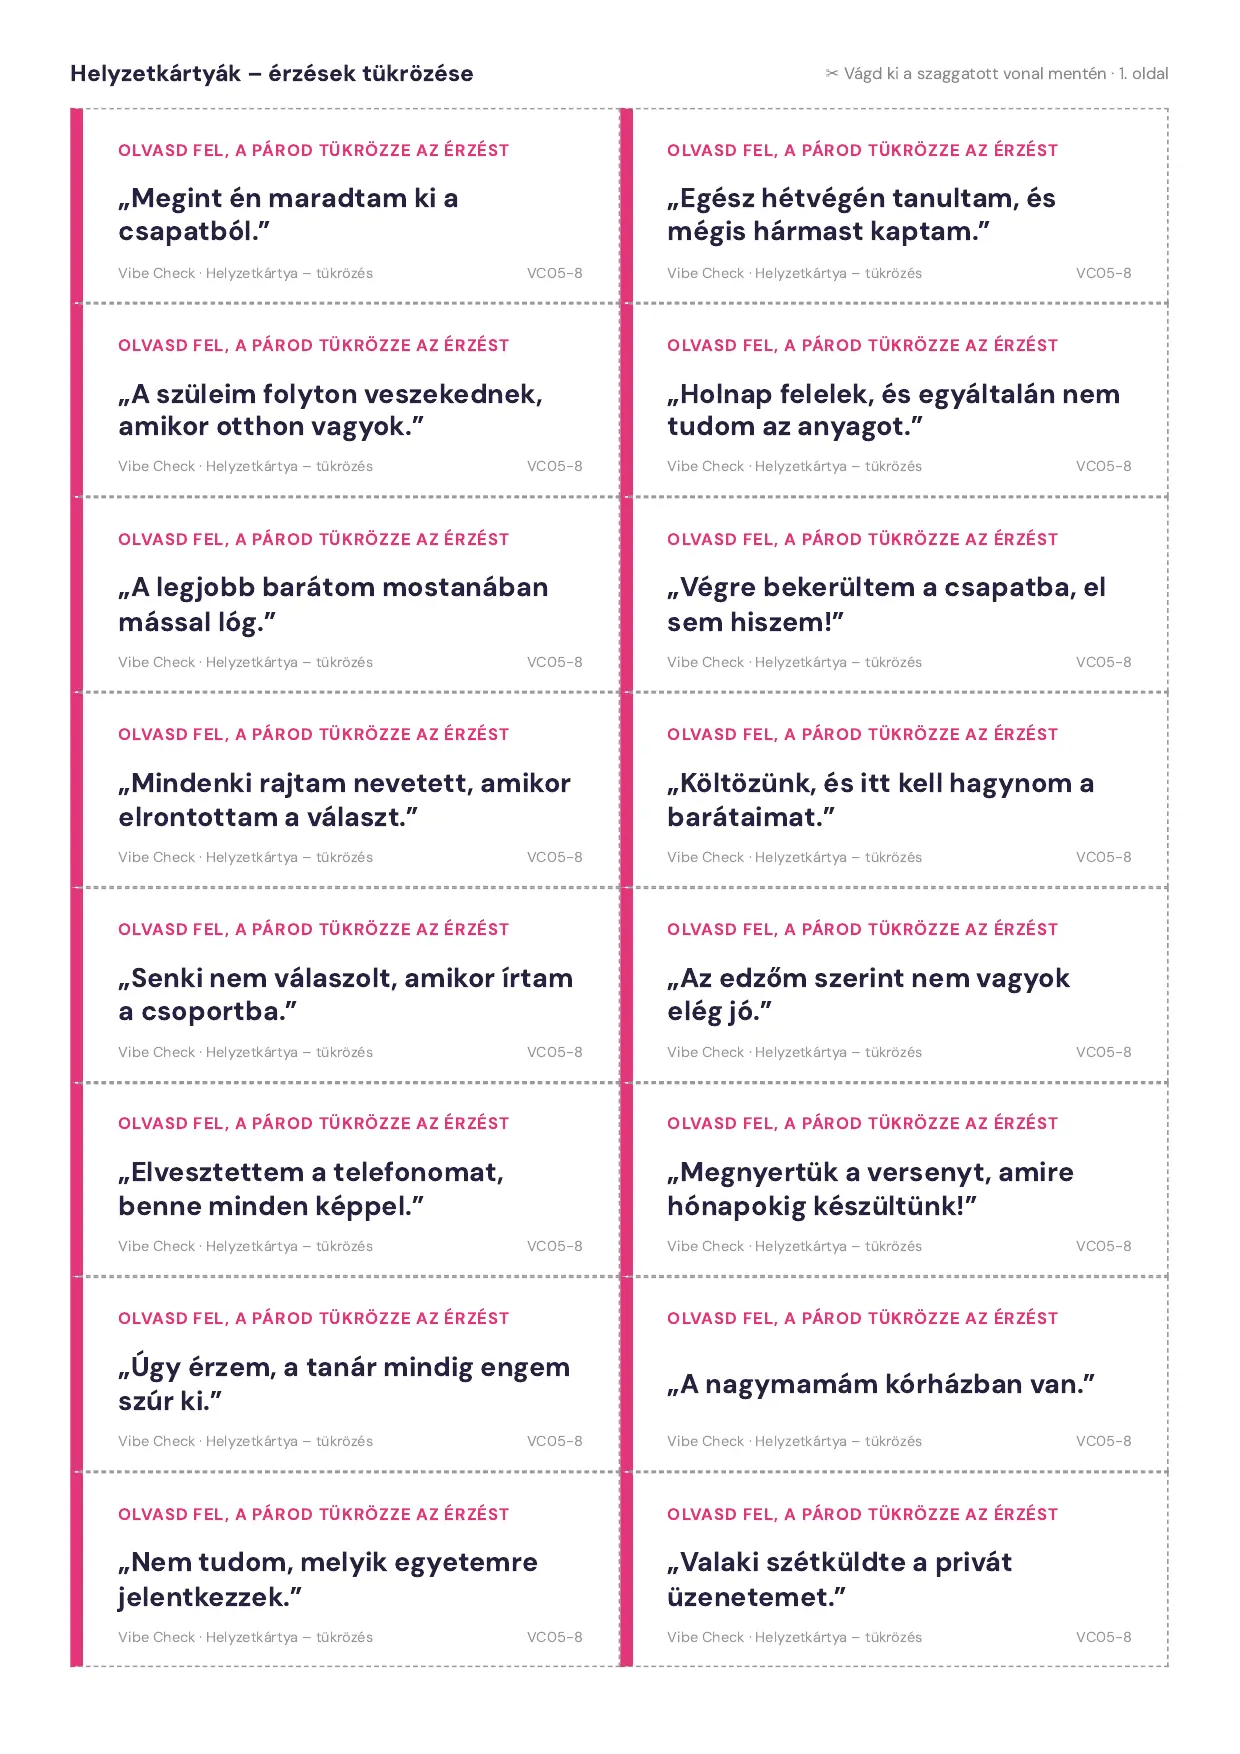 Helyzetkártyák – érzések tükrözése
✂ Vágd ki a szaggatott vonal mentén · 1. oldal
OLVASD FEL, A PÁROD TÜKRÖZZE AZ ÉRZÉST
„Megint én maradtam ki a
csapatból.”
Vibe Check · Helyzetkártya – tükrözés VC05-8
OLVASD FEL, A PÁROD TÜKRÖZZE AZ ÉRZÉST
„Egész hétvégén tanultam, és
mégis hármast kaptam.”
Vibe Check · Helyzetkártya – tükrözés VC05-8
OLVASD FEL, A PÁROD TÜKRÖZZE AZ ÉRZÉST
„A szüleim folyton veszekednek,
amikor otthon vagyok.”
Vibe Check · Helyzetkártya – tükrözés VC05-8
OLVASD FEL, A PÁROD TÜKRÖZZE AZ ÉRZÉST
„Holnap felelek, és egyáltalán nem
tudom az anyagot.”
Vibe Check · Helyzetkártya – tükrözés VC05-8
OLVASD FEL, A PÁROD TÜKRÖZZE AZ ÉRZÉST
„A legjobb barátom mostanában
mással lóg.”
Vibe Check · Helyzetkártya – tükrözés VC05-8
OLVASD FEL, A PÁROD TÜKRÖZZE AZ ÉRZÉST
„Végre bekerültem a csapatba, el
sem hiszem!”
Vibe Check · Helyzetkártya – tükrözés VC05-8
OLVASD FEL, A PÁROD TÜKRÖZZE AZ ÉRZÉST
„Mindenki rajtam nevetett, amikor
elrontottam a választ.”
Vibe Check · Helyzetkártya – tükrözés VC05-8
OLVASD FEL, A PÁROD TÜKRÖZZE AZ ÉRZÉST
„Költözünk, és itt kell hagynom a
barátaimat.”
Vibe Check · Helyzetkártya – tükrözés VC05-8
OLVASD FEL, A PÁROD TÜKRÖZZE AZ ÉRZÉST
„Senki nem válaszolt, amikor írtam
a csoportba.”
Vibe Check · Helyzetkártya – tükrözés VC05-8
OLVASD FEL, A PÁROD TÜKRÖZZE AZ ÉRZÉST
„Az edzőm szerint nem vagyok
elég jó.”
Vibe Check · Helyzetkártya – tükrözés VC05-8
OLVASD FEL, A PÁROD TÜKRÖZZE AZ ÉRZÉST
„Elvesztettem a telefonomat,
benne minden képpel.”
Vibe Check · Helyzetkártya – tükrözés VC05-8
OLVASD FEL, A PÁROD TÜKRÖZZE AZ ÉRZÉST
„Megnyertük a versenyt, amire
hónapokig készültünk!”
Vibe Check · Helyzetkártya – tükrözés VC05-8
OLVASD FEL, A PÁROD TÜKRÖZZE AZ ÉRZÉST
„Úgy érzem, a tanár mindig engem
szúr ki.”
Vibe Check · Helyzetkártya – tükrözés VC05-8
OLVASD FEL, A PÁROD TÜKRÖZZE AZ ÉRZÉST
„A nagymamám kórházban van.”
Vibe Check · Helyzetkártya – tükrözés VC05-8
OLVASD FEL, A PÁROD TÜKRÖZZE AZ ÉRZÉST
„Nem tudom, melyik egyetemre
jelentkezzek.”
Vibe Check · Helyzetkártya – tükrözés VC05-8
OLVASD FEL, A PÁROD TÜKRÖZZE AZ ÉRZÉST
„Valaki szétküldte a privát
üzenetemet.”
Vibe Check · Helyzetkártya – tükrözés VC05-8